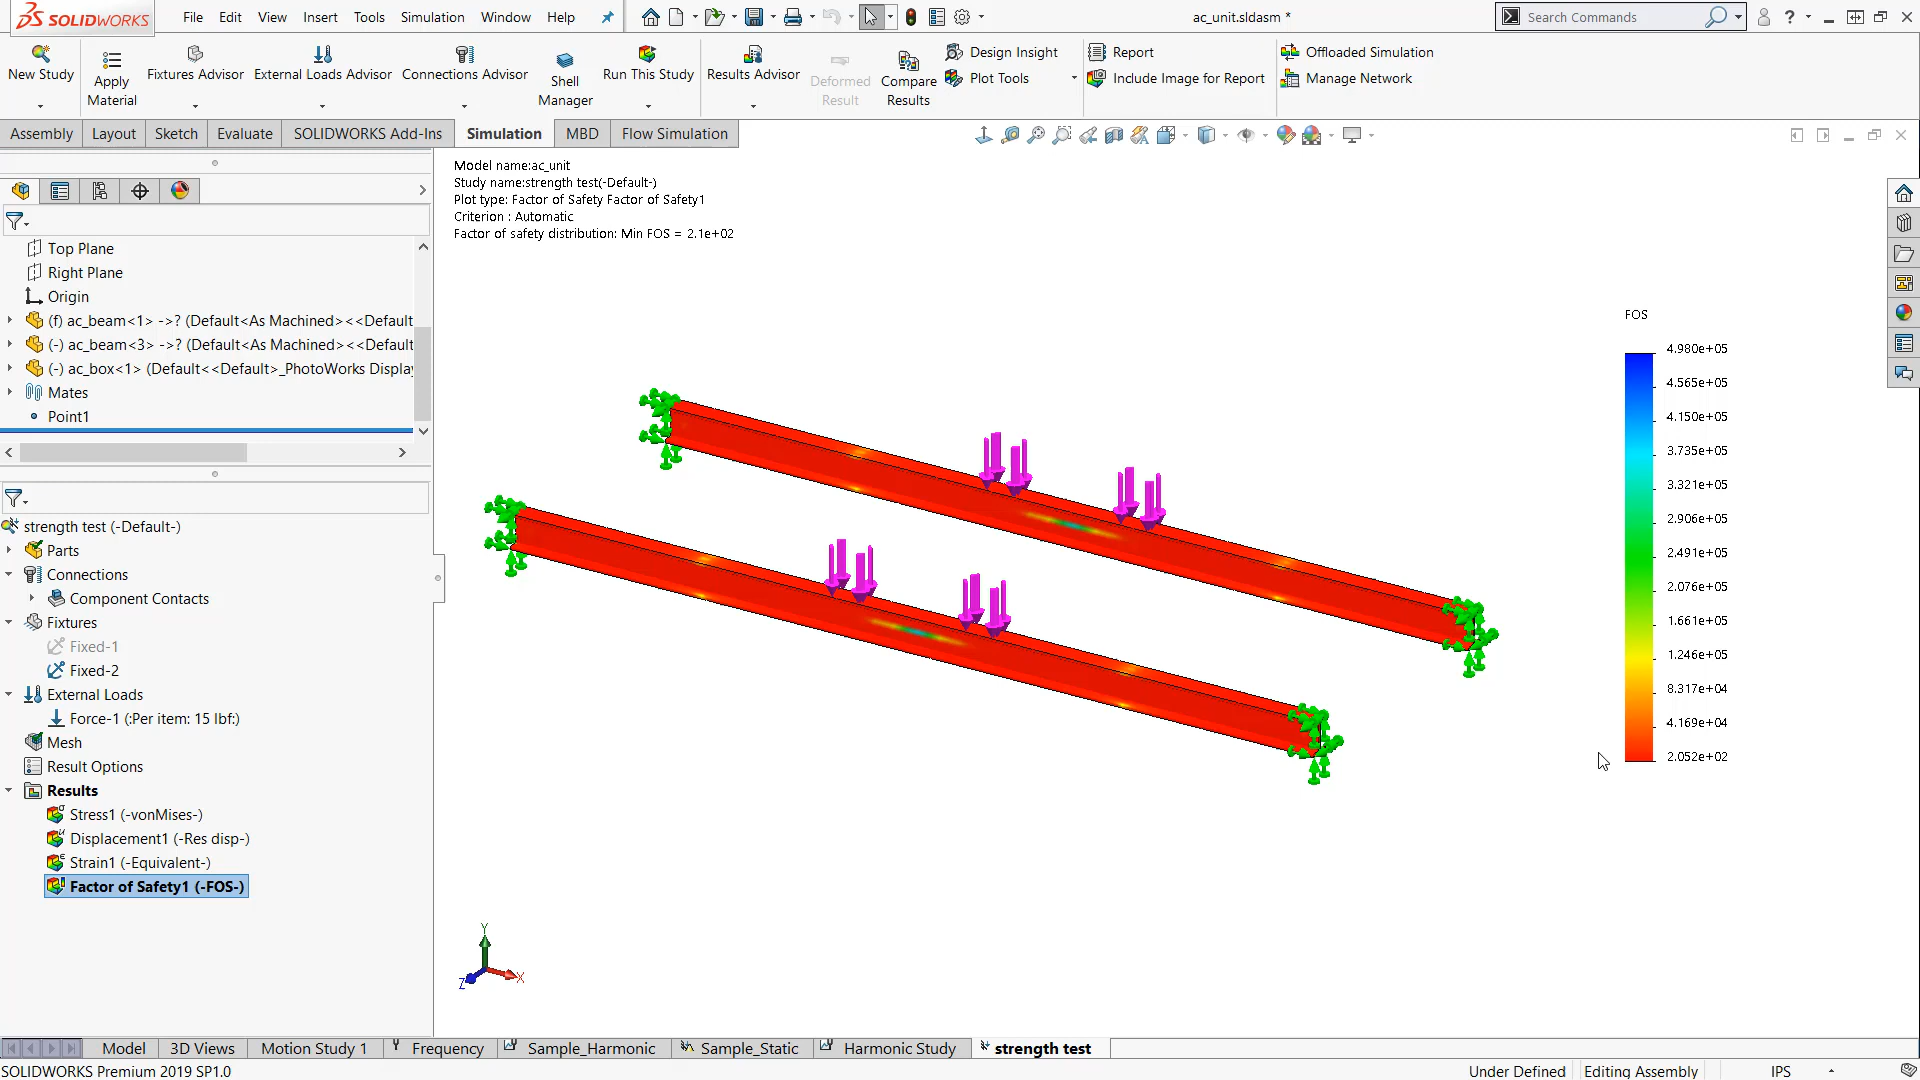 SOLIDWORKS
File Edit View Insert Tools Simulation Window Help
ac_unit.sldasm *
Search Commands
New Study
Apply Material
Fixtures Advisor
External Loads Advisor
Connections Advisor
Shell Manager
Run This Study
Results Advisor
Deformed Result
Compare Results
Design Insight
Plot Tools
Report
Include Image for Report
Offloaded Simulation
Manage Network
Assembly Layout Sketch Evaluate SOLIDWORKS Add-Ins Simulation MBD Flow Simulation
Model name:ac_unit
Study name:strength test(-Default-)
Plot type: Factor of Safety Factor of Safety1
Criterion : Automatic
Factor of safety distribution: Min FOS = 2.1e+02
Top Plane
Right Plane
Origin
(f) ac_beam<1> ->? (Default<As Machined><<Default
(-) ac_beam<3> ->? (Default<As Machined><<Default
(-) ac_box<1> (Default<<Default>_PhotoWorks Display
Mates
Point1
strength test (-Default-)
Parts
Connections
Component Contacts
Fixtures
Fixed-1
Fixed-2
External Loads
Force-1 (:Per item: 15 lbf:)
Mesh
Result Options
Results
Stress1 (-vonMises-)
Displacement1 (-Res disp-)
Strain1 (-Equivalent-)
Factor of Safety1 (-FOS-)
FOS
4.980e+05
4.565e+05
4.150e+05
3.735e+05
3.321e+05
2.906e+05
2.491e+05
2.076e+05
1.661e+05
1.246e+05
8.317e+04
4.169e+04
2.052e+02
Y
Z X
Model 3D Views Motion Study 1 Frequency Sample_Harmonic Sample_Static Harmonic Study strength test
SOLIDWORKS Premium 2019 SP1.0
Under Defined Editing Assembly IPS